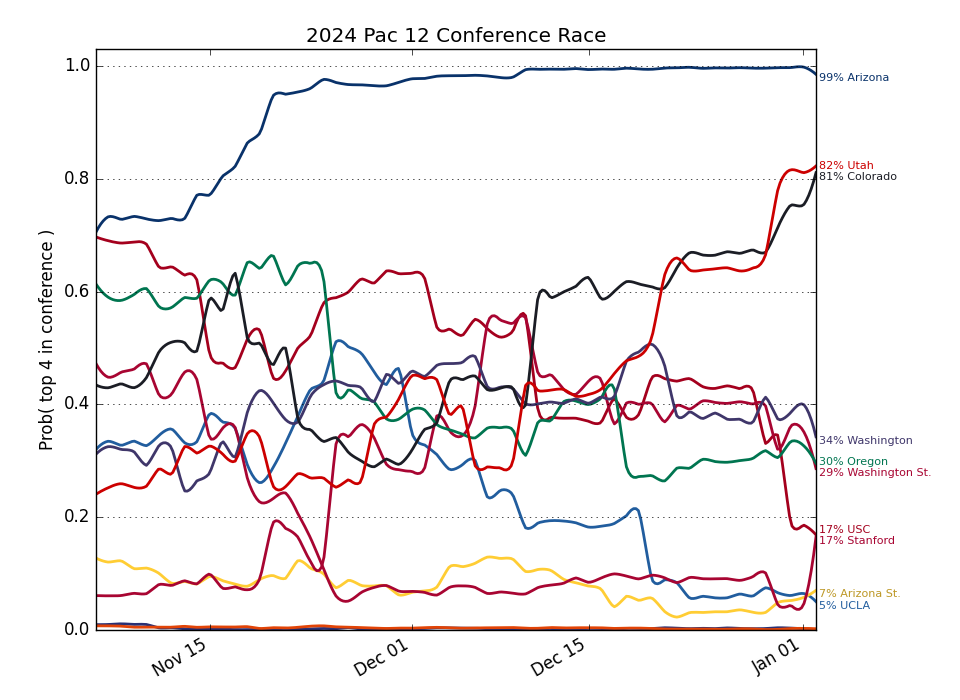 2024 Pac 12 Conference Race
Prob( top 4 in conference )
1.0
0.8
0.6
0.4
0.2
0.0
Nov 15
Dec 01
Dec 15
Jan 01
99% Arizona
82% Utah
81% Colorado
34% Washington
30% Oregon
29% Washington St.
17% USC
17% Stanford
7% Arizona St.
5% UCLA